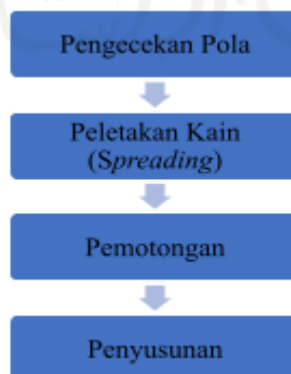 Pengecekan Pola
Peletakan Kain
(Spreading)
Pemotongan
Penyusunan